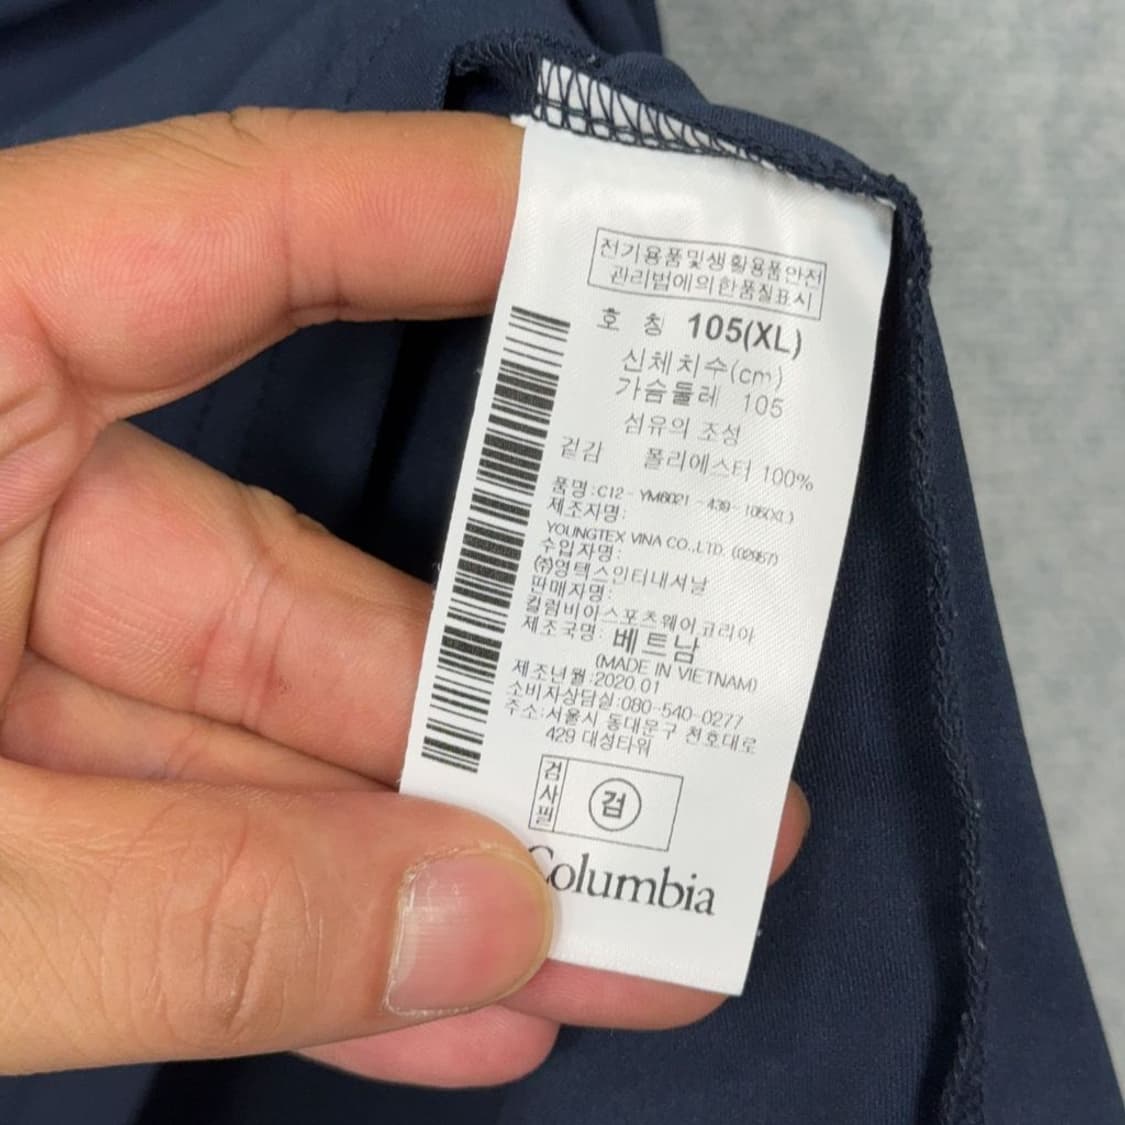 전기용품및생활용품안전
관리법에의한품질표시
호 칭 105(XL)
신체치수(cm)
가슴둘레 105
섬유의 조성
겉감 폴리에스터 100%
품명:C12-YM6021-439-105(XL)
제조자명:
YOUNGTEX VINA CO.,LTD. (02957)
수입자명:
㈜영텍스인터내셔날
판매자명:
컬럼비아스포츠웨어코리아
제조국명: 베트남
(MADE IN VIETNAM)
제조년월:2020.01
소비자상담실:080-540-0277
주소:서울시 동대문구 천호대로
429 대성타워
검사필
검
Columbia